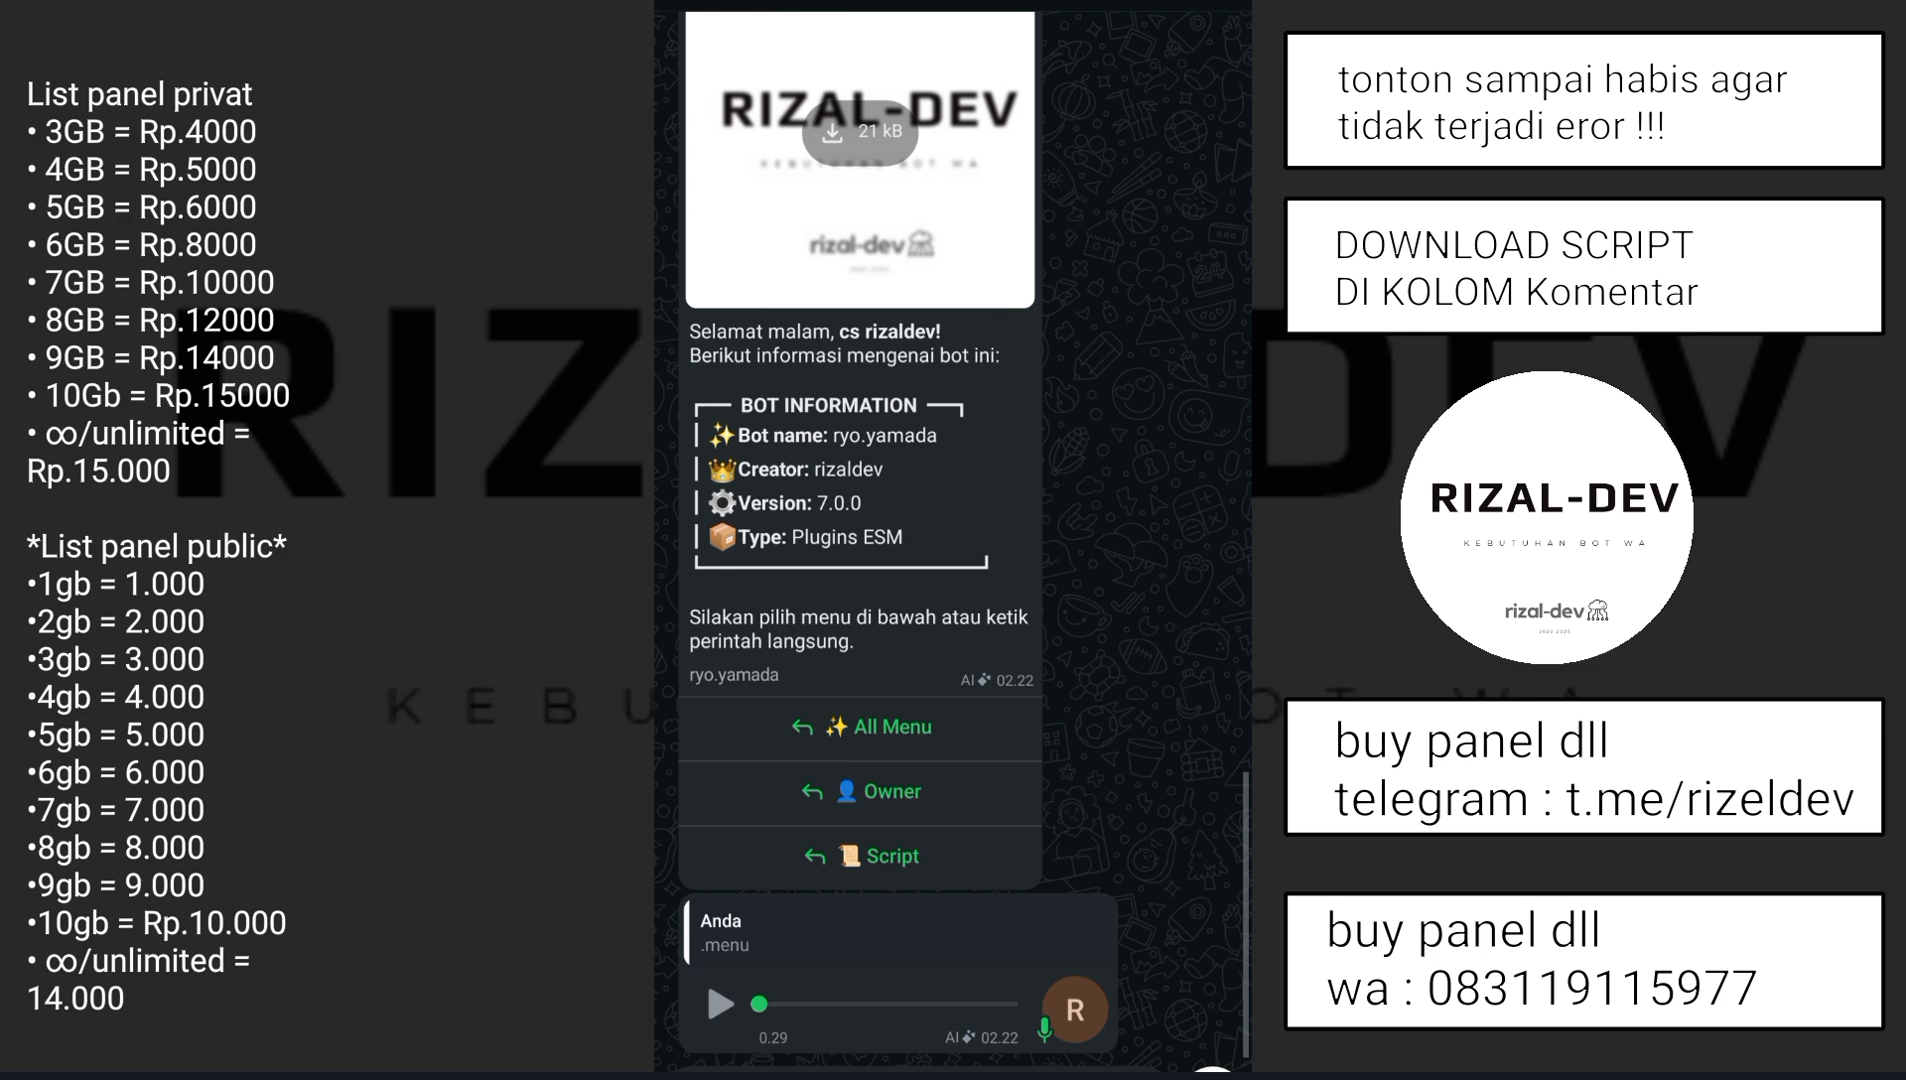 List panel privat
• 3GB = Rp.4000
• 4GB = Rp.5000
• 5GB = Rp.6000
• 6GB = Rp.8000
• 7GB = Rp.10000
• 8GB = Rp.12000
• 9GB = Rp.14000
• 10Gb = Rp.15000
• ∞/unlimited =
Rp.15.000
*List panel public*
•1gb = 1.000
•2gb = 2.000
•3gb = 3.000
•4gb = 4.000
•5gb = 5.000
•6gb = 6.000
•7gb = 7.000
•8gb = 8.000
•9gb = 9.000
•10gb = Rp.10.000
• ∞/unlimited =
14.000
RIZAL-DEV
21 kB
KEBUTUHAN BOT WA
rizal-dev
Selamat malam, cs rizaldev!
Berikut informasi mengenai bot ini:
BOT INFORMATION
✨Bot name: ryo.yamada
👑Creator: rizaldev
⚙️Version: 7.0.0
📦Type: Plugins ESM
Silakan pilih menu di bawah atau ketik
perintah langsung.
ryo.yamada
AI 02.22
✨ All Menu
👤 Owner
📜 Script
Anda
.menu
0.29
AI 02.22
R
tonton sampai habis agar
tidak terjadi eror !!!
DOWNLOAD SCRIPT
DI KOLOM Komentar
RIZAL-DEV
KEBUTUHAN BOT WA
rizal-dev
buy panel dll
telegram : t.me/rizeldev
buy panel dll
wa : 083119115977
RIZ
DEV
KEBU
OT WA